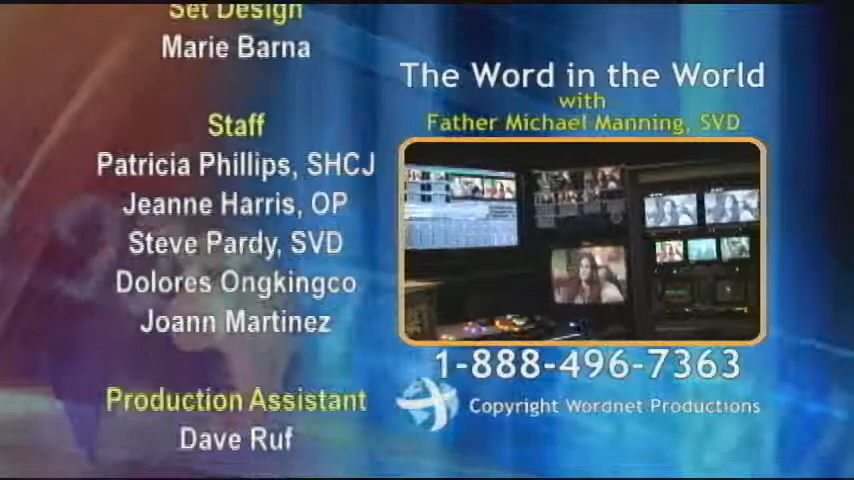 Set Design
Marie Barna
Staff
Patricia Phillips, SHCJ
Jeanne Harris, OP
Steve Pardy, SVD
Dolores Ongkingco
Joann Martinez
Production Assistant
Dave Ruf
The Word in the World
with
Father Michael Manning, SVD
1-888-496-7363
Copyright Wordnet Productions